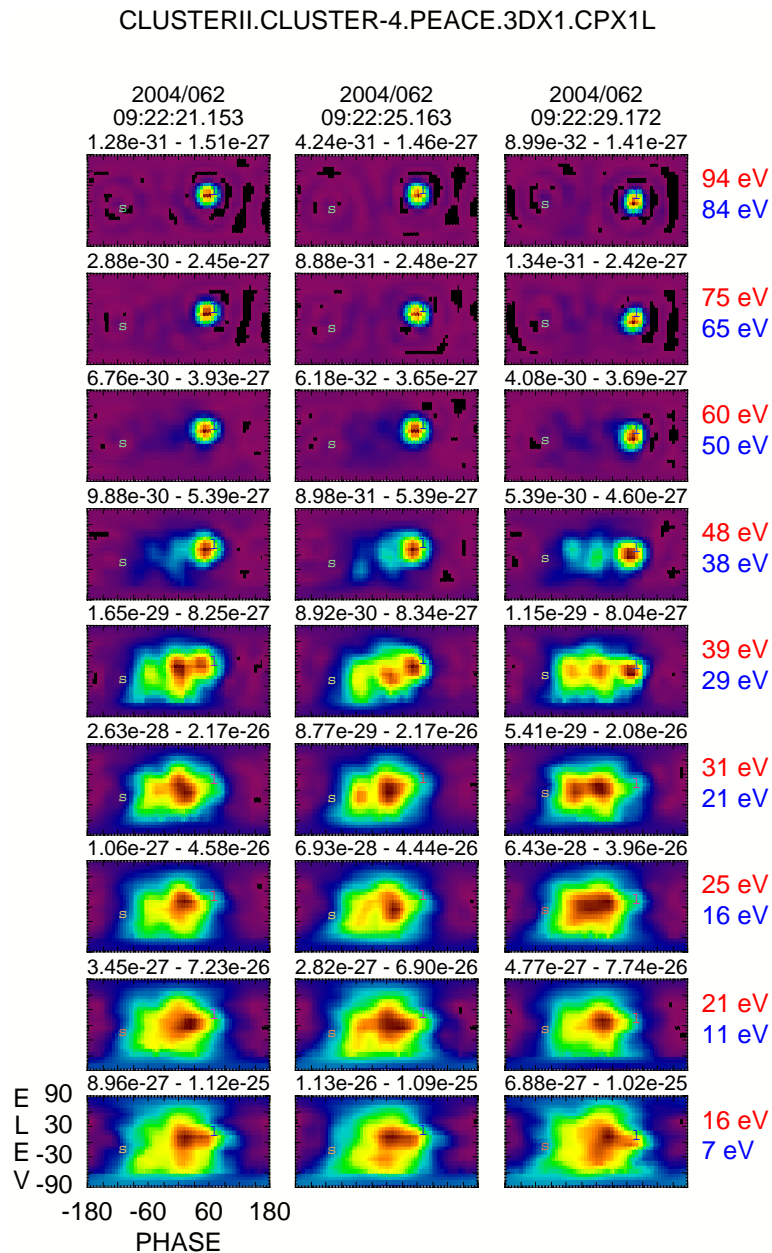 CLUSTERII.CLUSTER-4.PEACE.3DX1.CPX1L
2004/062 2004/062 2004/062
09:22:21.153 09:22:25.163 09:22:29.172
1.28e-31 - 1.51e-27 4.24e-31 - 1.46e-27 8.99e-32 - 1.41e-27
S S S
94 eV
84 eV
2.88e-30 - 2.45e-27 8.88e-31 - 2.48e-27 1.34e-31 - 2.42e-27
S S S
75 eV
65 eV
6.76e-30 - 3.93e-27 6.18e-32 - 3.65e-27 4.08e-30 - 3.69e-27
S S S
60 eV
50 eV
9.88e-30 - 5.39e-27 8.98e-31 - 5.39e-27 5.39e-30 - 4.60e-27
S S S
48 eV
38 eV
1.65e-29 - 8.25e-27 8.92e-30 - 8.34e-27 1.15e-29 - 8.04e-27
S S S
39 eV
29 eV
2.63e-28 - 2.17e-26 8.77e-29 - 2.17e-26 5.41e-29 - 2.08e-26
S S S
31 eV
21 eV
1.06e-27 - 4.58e-26 6.93e-28 - 4.44e-26 6.43e-28 - 3.96e-26
S S S
25 eV
16 eV
3.45e-27 - 7.23e-26 2.82e-27 - 6.90e-26 4.77e-27 - 7.74e-26
S S S
21 eV
11 eV
8.96e-27 - 1.12e-25 1.13e-26 - 1.09e-25 6.88e-27 - 1.02e-25
S S S
16 eV
7 eV
ELEV
90
30
-30
-90
-180 -60 60 180
PHASE